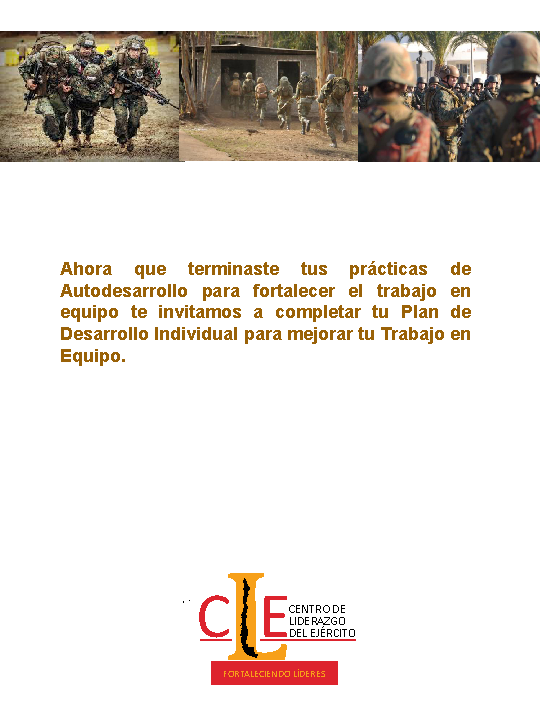 Ahora que terminaste tus prácticas de
Autodesarrollo para fortalecer el trabajo en
equipo te invitamos a completar tu Plan de
Desarrollo Individual para mejorar tu Trabajo en
Equipo.
CLE
CENTRO DE
LIDERAZGO
DEL EJÉRCITO
FORTALECIENDO LÍDERES